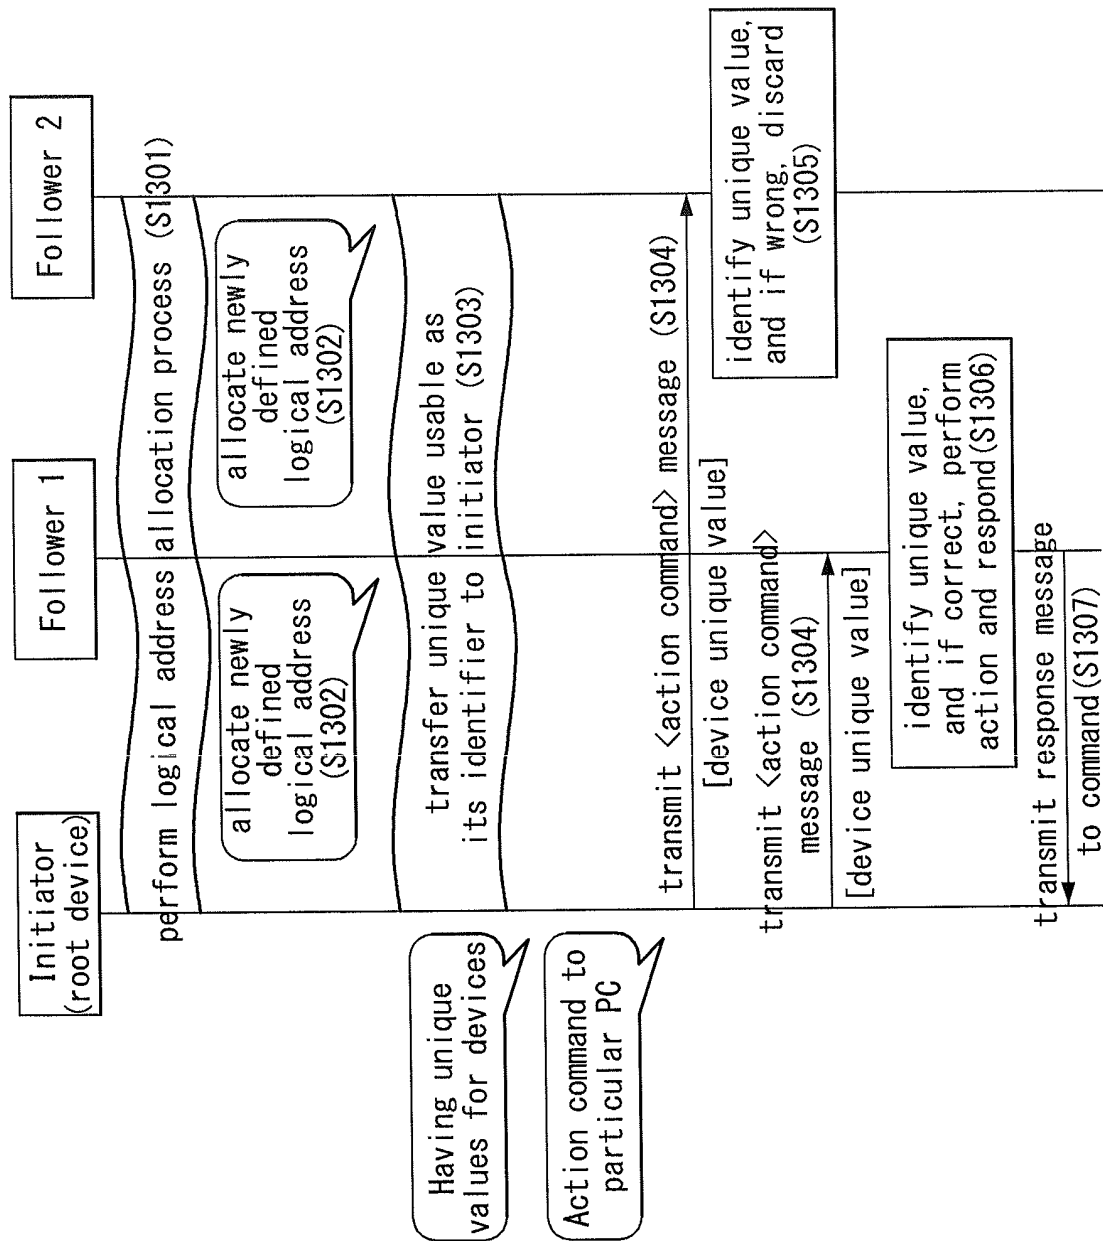 Initiator
(root device)
Follower 1
Follower 2
perform logical address allocation process (S1301)
allocate newly
defined
logical address
(S1302)
allocate newly
defined
logical address
(S1302)
Having unique
values for devices
transfer unique value usable as
its identifier to initiator (S1303)
Action command to
particular PC
transmit <action command> message (S1304)
[device unique value]
identify unique value,
and if wrong, discard
(S1305)
transmit <action command>
message (S1304)
[device unique value]
identify unique value,
and if correct, perform
action and respond(S1306)
transmit response message
to command(S1307)